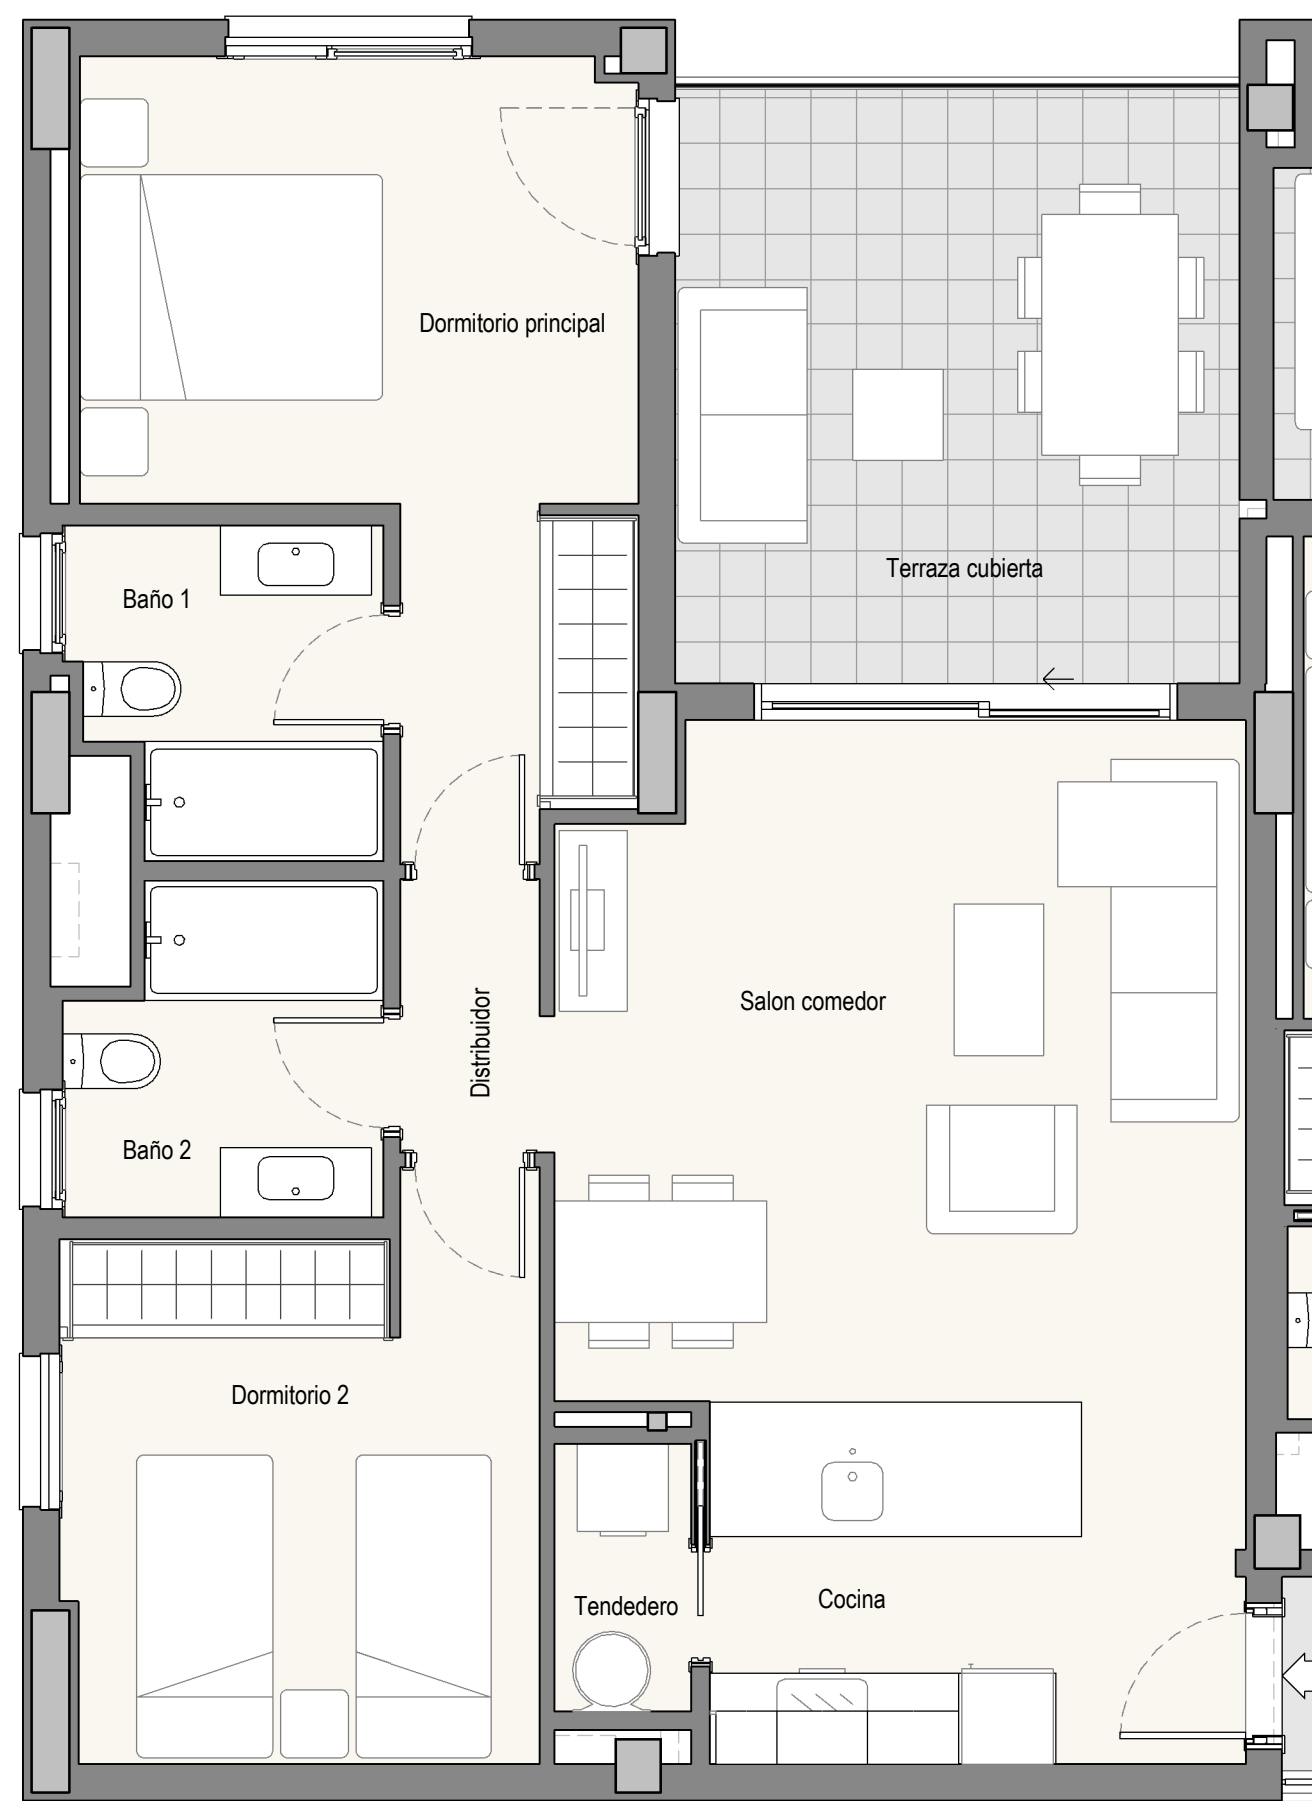 Dormitorio principal
Terraza cubierta
Baño 1
Distribuidor
Salon comedor
Baño 2
Dormitorio 2
Tendedero
Cocina